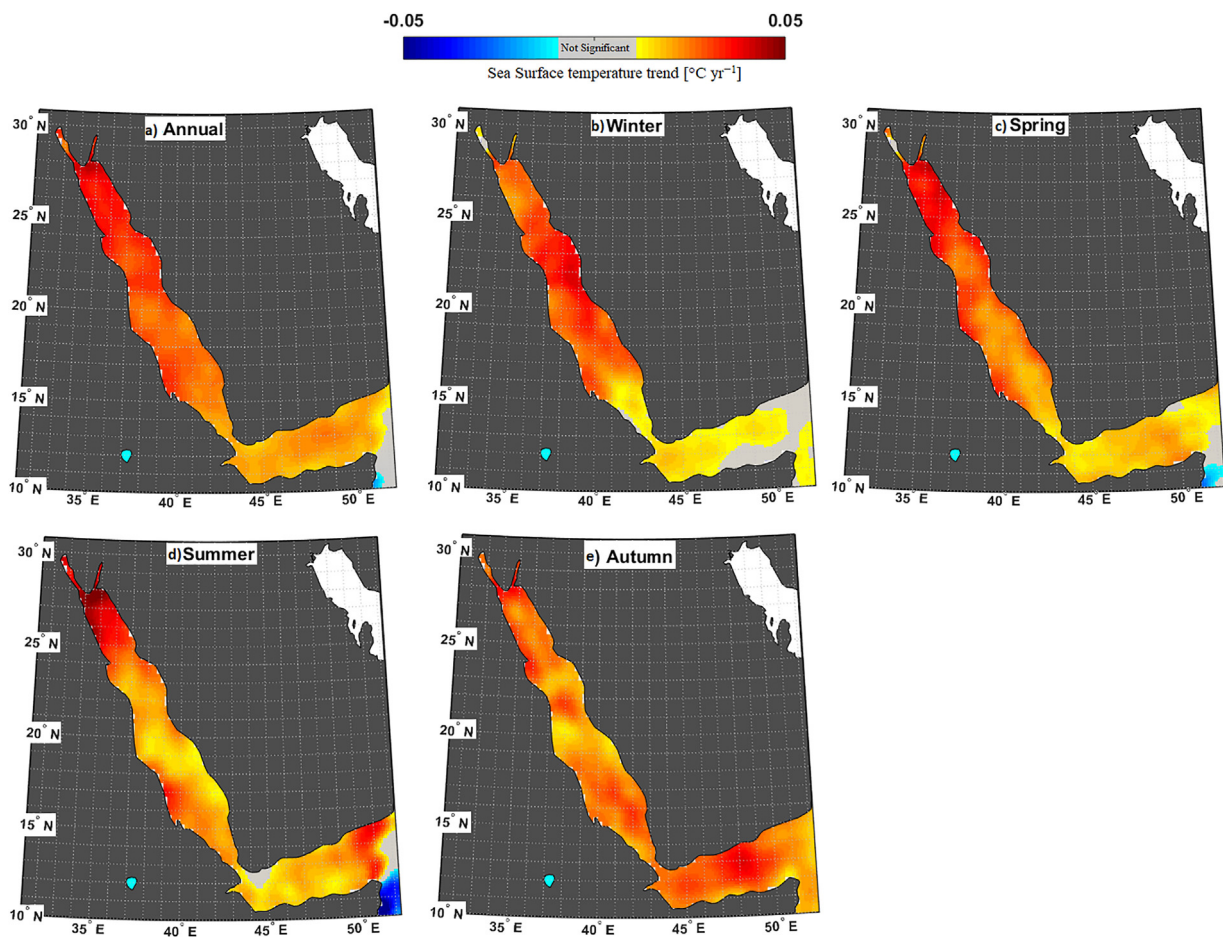 -0.05 0.05
Not Significant
Sea Surface temperature trend [°C yr⁻¹]
a) Annual
30° N
25° N
20° N
15° N
10° N
35° E 40° E 45° E 50° E
b) Winter
30° N
25° N
20° N
15° N
10° N
35° E 40° E 45° E 50° E
c) Spring
30° N
25° N
20° N
15° N
10° N
35° E 40° E 45° E 50° E
d) Summer
30° N
25° N
20° N
15° N
10° N
35° E 40° E 45° E 50° E
e) Autumn
30° N
25° N
20° N
15° N
10° N
35° E 40° E 45° E 50° E